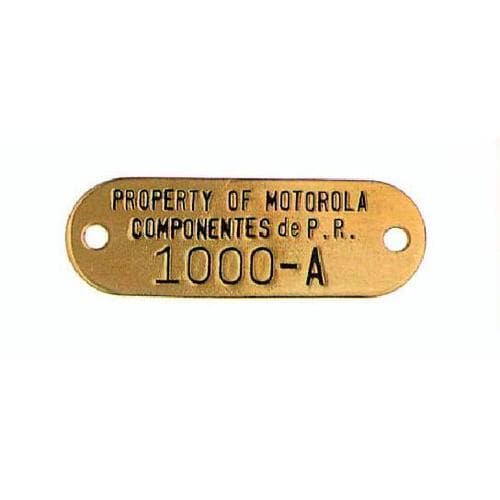 PROPERTY OF MOTOROLA
COMPONENTES de P.R.
1000-A